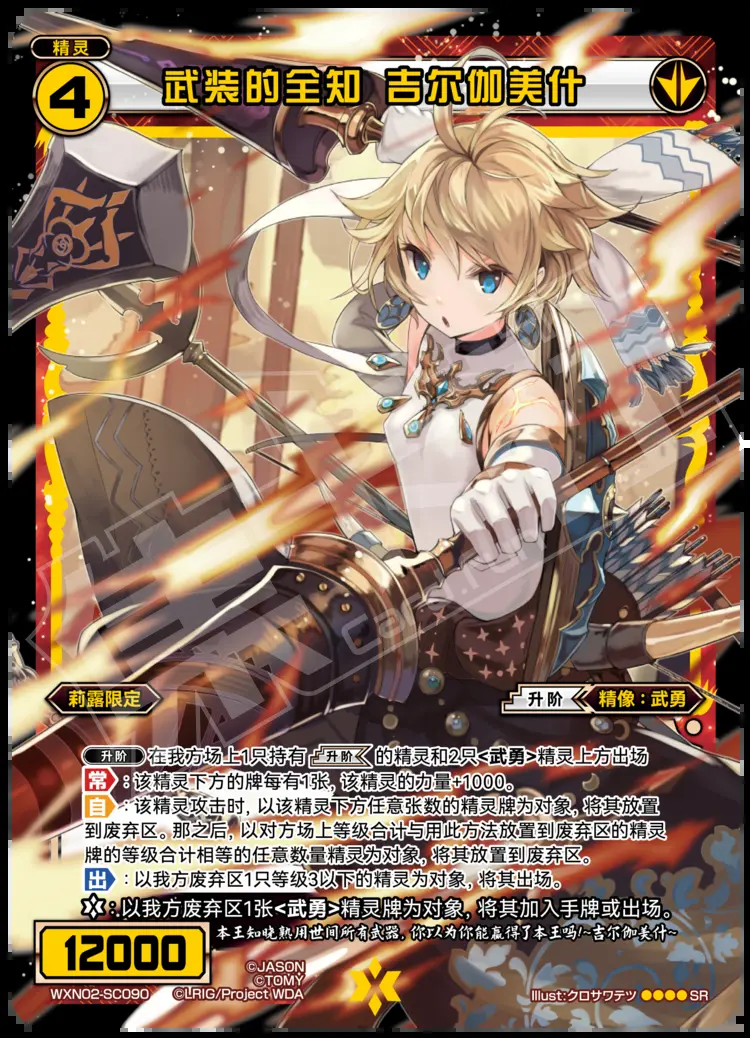 精灵
4
武装的全知 吉尔伽美什
莉露限定
升阶 精像：武勇
升阶 在我方场上1只持有 升阶 的精灵和2只<武勇>精灵上方出场
常：该精灵下方的牌每有1张, 该精灵的力量+1000。
自：该精灵攻击时, 以该精灵下方任意张数的精灵牌为对象, 将其放置
到废弃区。那之后, 以对方场上等级合计与用此方法放置到废弃区的精灵
牌的等级合计相等的任意数量精灵为对象, 将其放置到废弃区。
出：以我方废弃区1只等级3以下的精灵为对象, 将其出场。
：以我方废弃区1张<武勇>精灵牌为对象, 将其加入手牌或出场。
本王知晓熟用世间所有武器, 你以为你能赢得了本王吗!~吉尔伽美什~
12000
©JASON
©TOMY
WXN02-SC090 ©LRIG/Project WDA
Illust:クロサワテツ ●●●●SR